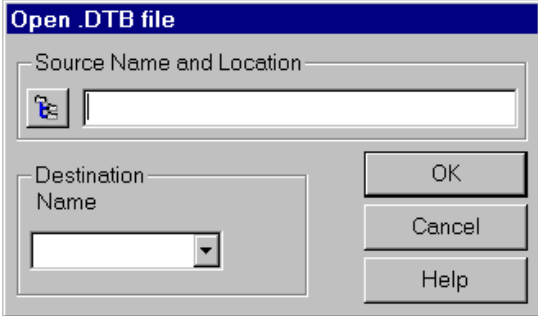 Open .DTB file
Source Name and Location
Destination
Name
OK
Cancel
Help